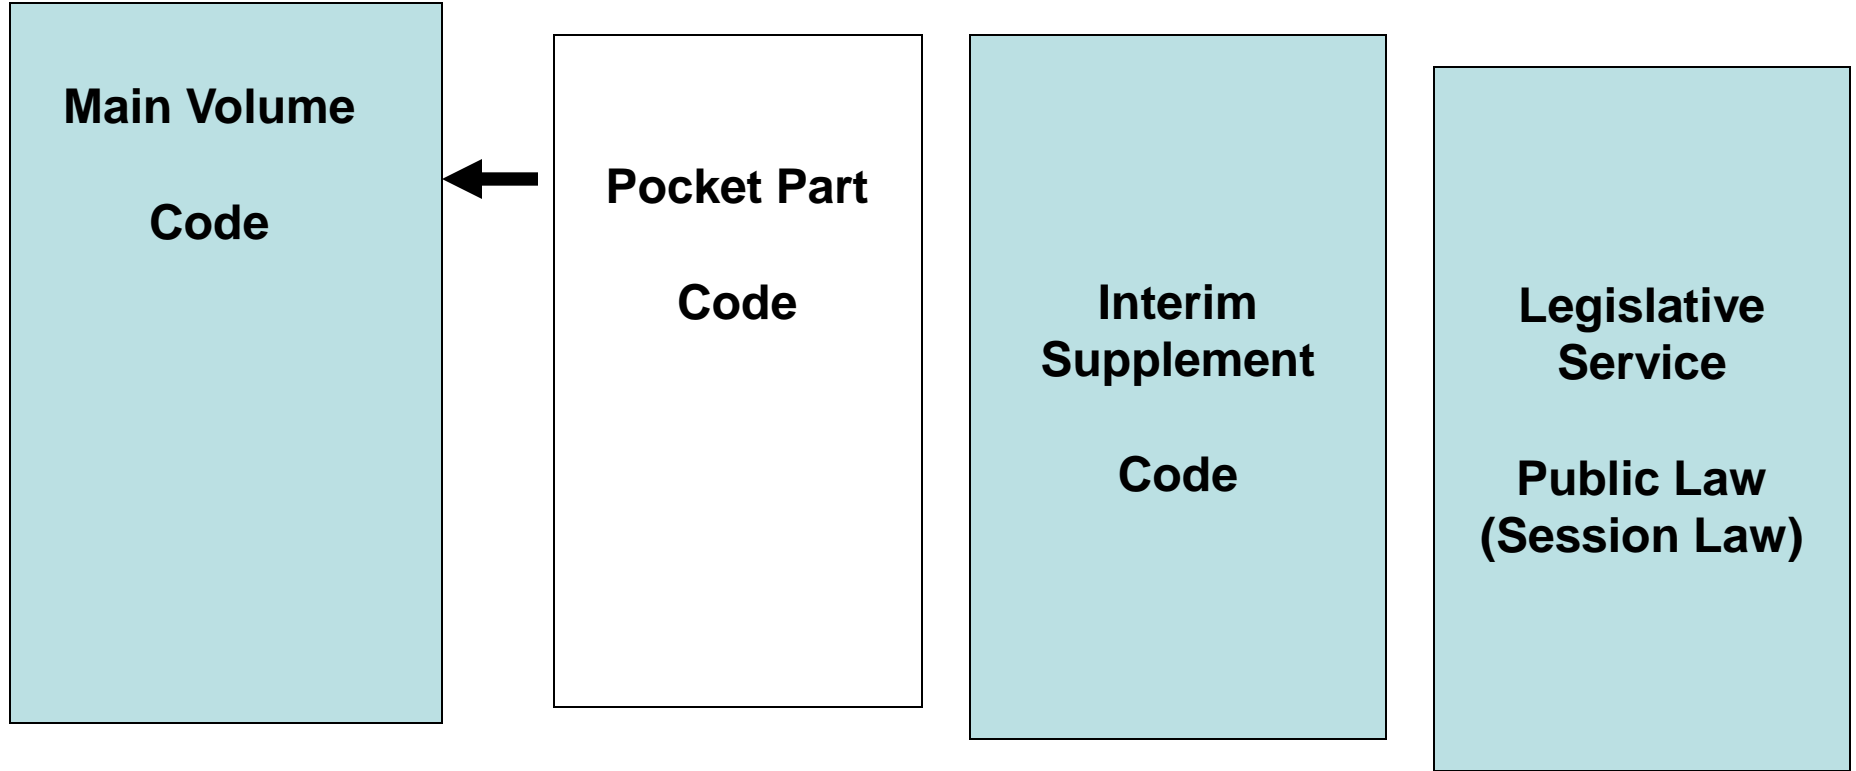 Main Volume
Code
Pocket Part
Code
Interim
Supplement
Code
Legislative
Service
Public Law
(Session Law)